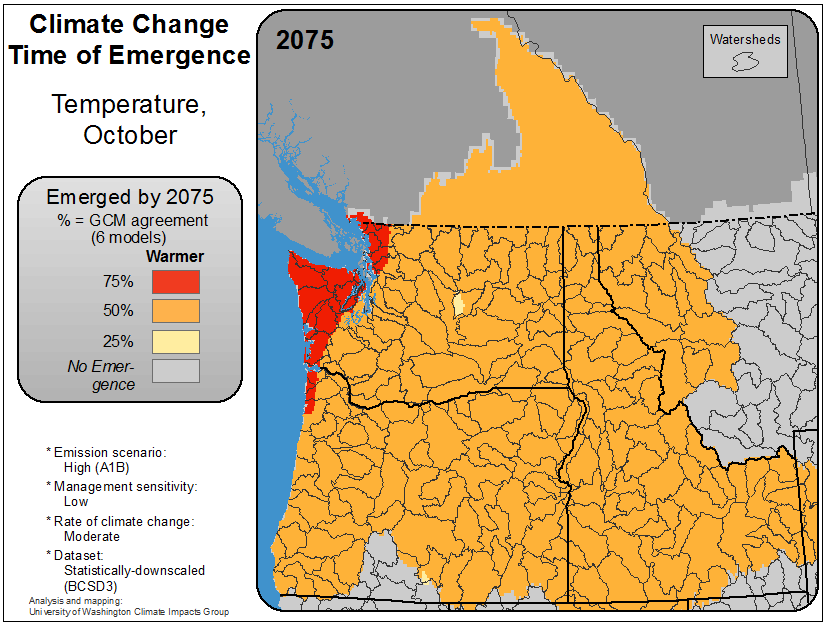 Climate Change
Time of Emergence
Temperature,
October
Emerged by 2075
% = GCM agreement
(6 models)
Warmer
75%
50%
25%
No Emer-
gence
* Emission scenario:
High (A1B)
* Management sensitivity:
Low
* Rate of climate change:
Moderate
* Dataset:
Statistically-downscaled
(BCSD3)
Analysis and mapping:
University of Washington Climate Impacts Group
2075
Watersheds